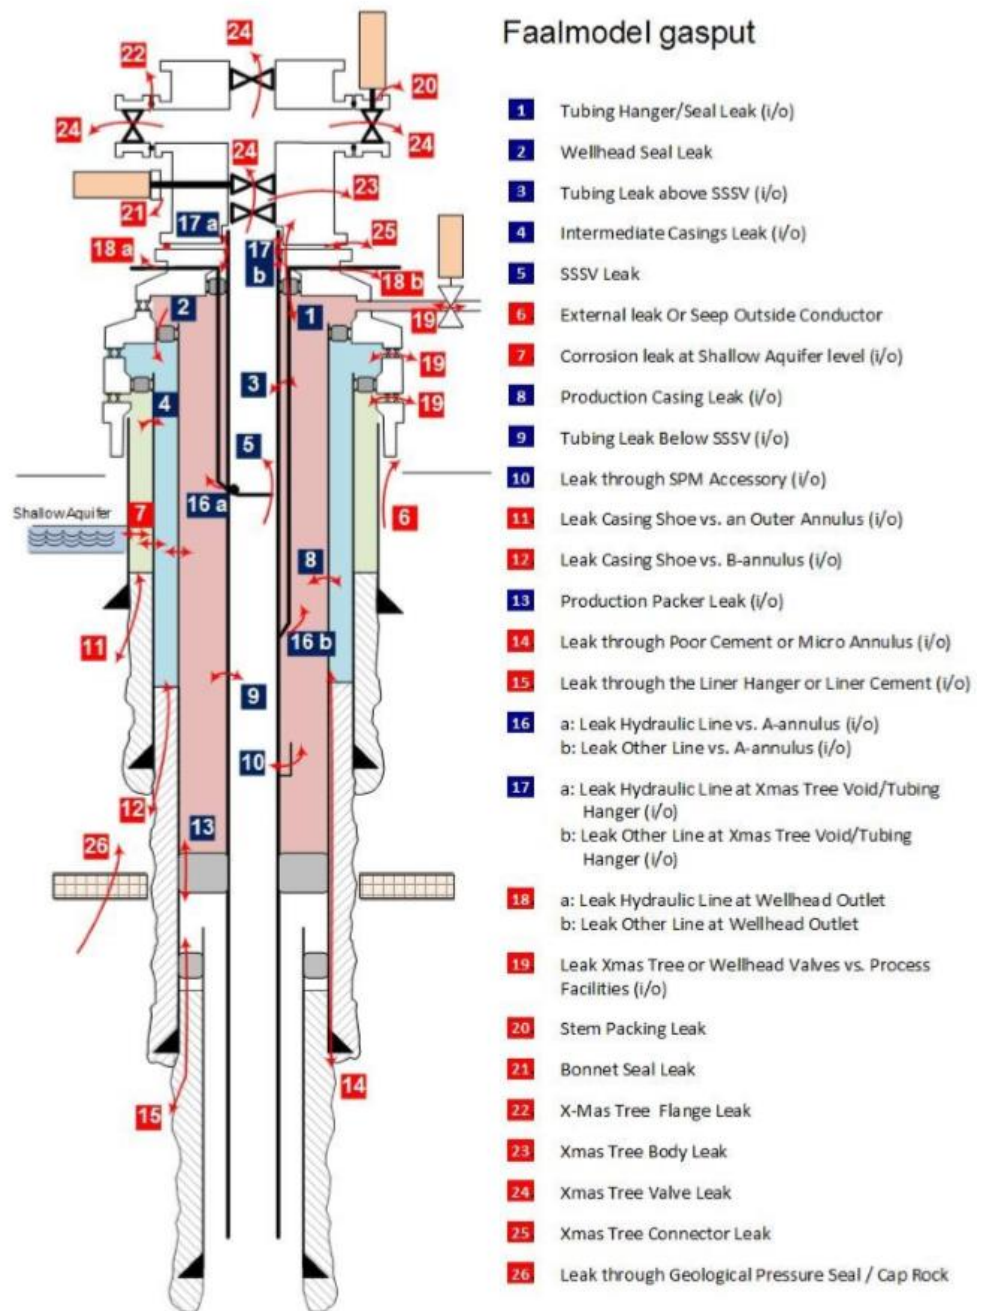 Faalmodel gasput
1 Tubing Hanger/Seal Leak (i/o)
2 Wellhead Seal Leak
3 Tubing Leak above SSSV (i/o)
4 Intermediate Casings Leak (i/o)
5 SSSV Leak
6 External leak Or Seep Outside Conductor
7 Corrosion leak at Shallow Aquifer level (i/o)
8 Production Casing Leak (i/o)
9 Tubing Leak Below SSSV (i/o)
10 Leak through SPM Accessory (i/o)
11 Leak Casing Shoe vs. an Outer Annulus (i/o)
12 Leak Casing Shoe vs. B-annulus (i/o)
13 Production Packer Leak (i/o)
14 Leak through Poor Cement or Micro Annulus (i/o)
15 Leak through the Liner Hanger or Liner Cement (i/o)
16 a: Leak Hydraulic Line vs. A-annulus (i/o)
b: Leak Other Line vs. A-annulus (i/o)
17 a: Leak Hydraulic Line at Xmas Tree Void/Tubing
Hanger (i/o)
b: Leak Other Line at Xmas Tree Void/Tubing
Hanger (i/o)
18 a: Leak Hydraulic Line at Wellhead Outlet
b: Leak Other Line at Wellhead Outlet
19 Leak Xmas Tree or Wellhead Valves vs. Process
Facilities (i/o)
20 Stem Packing Leak
21 Bonnet Seal Leak
22 X-Mas Tree Flange Leak
23 Xmas Tree Body Leak
24 Xmas Tree Valve Leak
25 Xmas Tree Connector Leak
26 Leak through Geological Pressure Seal / Cap Rock
24
22
20
24
24
24
23
21
17 a
25
18 a
17
b
18 b
2
1
19
19
3
19
4
5
16 a
Shallow Aquifer
7
6
8
11
16 b
9
10
12
13
26
14
15